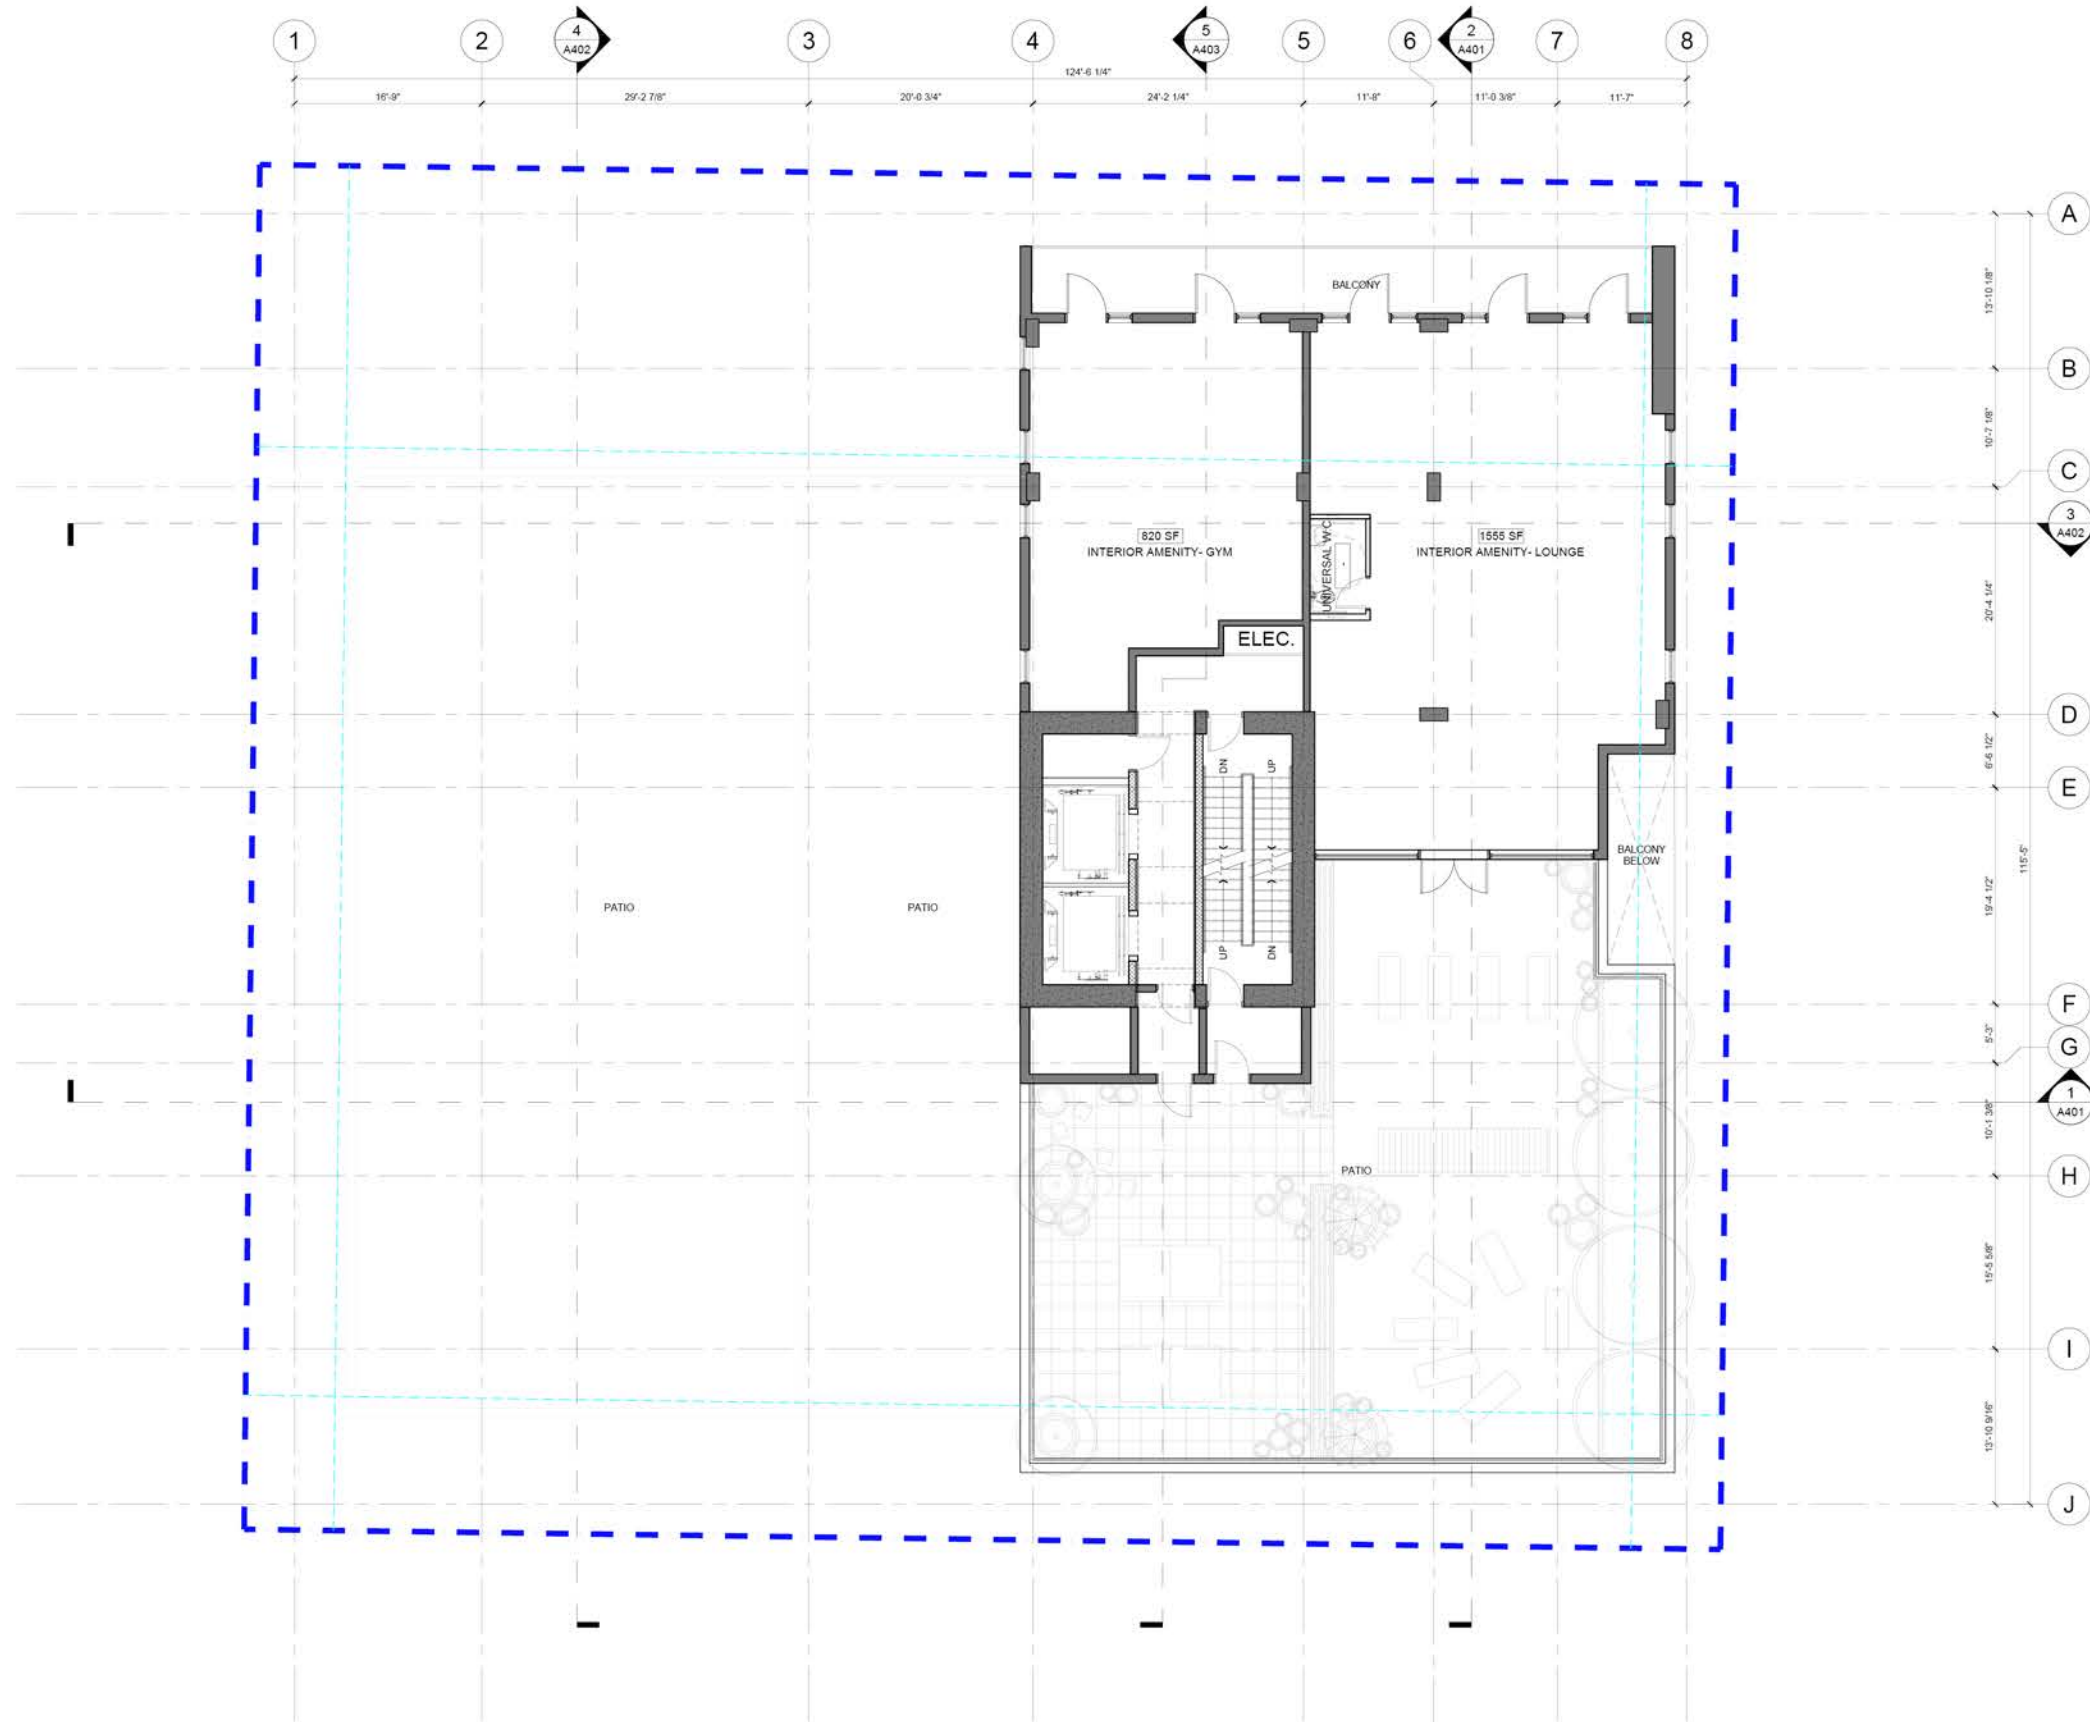 1
2
4
A402
3
4
5
A403
5
6
2
A401
7
8
124'-6 1/4"
16'-9"
29'-2 7/8"
20'-0 3/4"
24'-2 1/4"
11'-8"
11'-0 3/8"
11'-7"
A
13'-10 1/8"
BALCONY
B
10'-7 1/8"
C
3
A402
820 SF
INTERIOR AMENITY- GYM
UNIVERSAL WC
1555 SF
INTERIOR AMENITY- LOUNGE
20'-4 1/4"
ELEC.
D
6'-6 1/2"
DN
UP
E
BALCONY
BELOW
115'-5"
PATIO
PATIO
19'-4 1/2"
UP
DN
F
5'-3"
G
1
A401
10'-1 3/8"
PATIO
H
15'-5 5/8"
I
13'-10 9/16"
J